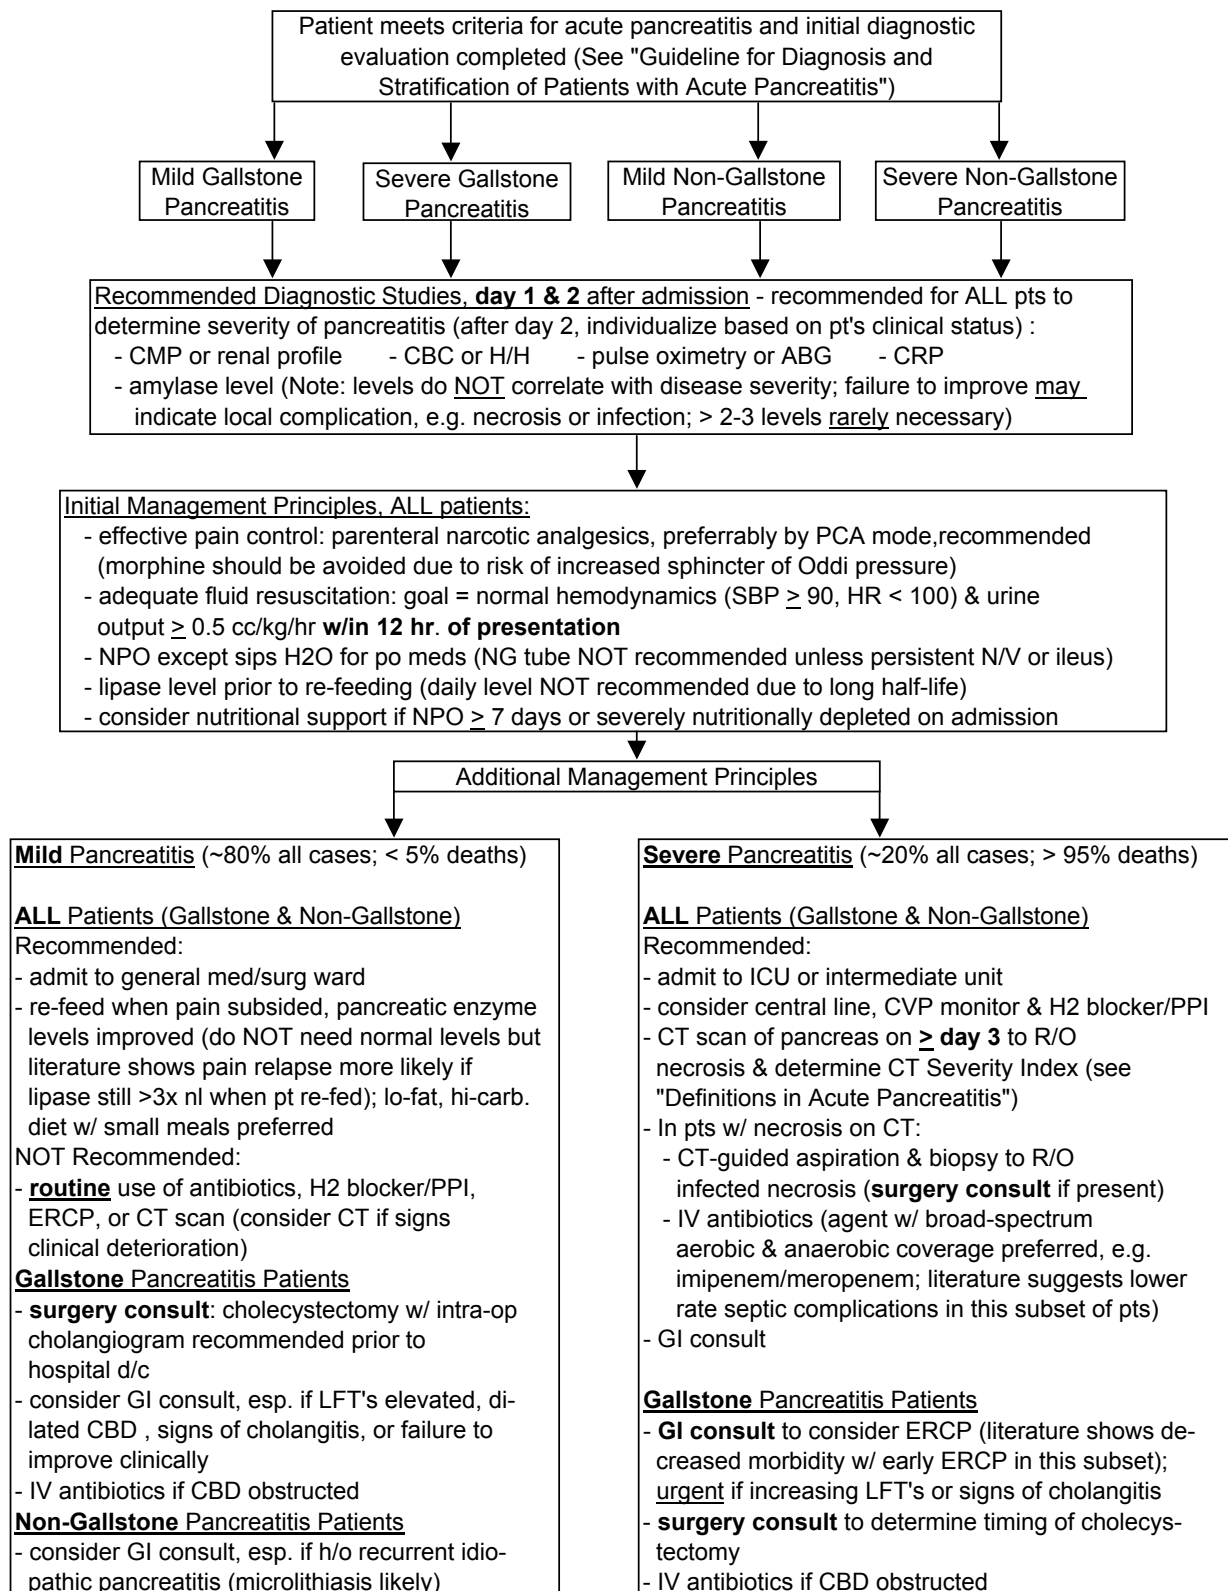 Patient meets criteria for acute pancreatitis and initial diagnostic
evaluation completed (See "Guideline for Diagnosis and
Stratification of Patients with Acute Pancreatitis")
Mild Gallstone
Pancreatitis
Severe Gallstone
Pancreatitis
Mild Non-Gallstone
Pancreatitis
Severe Non-Gallstone
Pancreatitis
Recommended Diagnostic Studies, day 1 & 2 after admission - recommended for ALL pts to
determine severity of pancreatitis (after day 2, individualize based on pt's clinical status) :
- CMP or renal profile - CBC or H/H - pulse oximetry or ABG - CRP
- amylase level (Note: levels do NOT correlate with disease severity; failure to improve may
indicate local complication, e.g. necrosis or infection; > 2-3 levels rarely necessary)
Initial Management Principles, ALL patients:
- effective pain control: parenteral narcotic analgesics, preferrably by PCA mode,recommended
(morphine should be avoided due to risk of increased sphincter of Oddi pressure)
- adequate fluid resuscitation: goal = normal hemodynamics (SBP ≥ 90, HR < 100) & urine
output ≥ 0.5 cc/kg/hr w/in 12 hr. of presentation
- NPO except sips H2O for po meds (NG tube NOT recommended unless persistent N/V or ileus)
- lipase level prior to re-feeding (daily level NOT recommended due to long half-life)
- consider nutritional support if NPO ≥ 7 days or severely nutritionally depleted on admission
Additional Management Principles
Mild Pancreatitis (~80% all cases; < 5% deaths)
ALL Patients (Gallstone & Non-Gallstone)
Recommended:
- admit to general med/surg ward
- re-feed when pain subsided, pancreatic enzyme
levels improved (do NOT need normal levels but
literature shows pain relapse more likely if
lipase still >3x nl when pt re-fed); lo-fat, hi-carb.
diet w/ small meals preferred
NOT Recommended:
- routine use of antibiotics, H2 blocker/PPI,
ERCP, or CT scan (consider CT if signs
clinical deterioration)
Gallstone Pancreatitis Patients
- surgery consult: cholecystectomy w/ intra-op
cholangiogram recommended prior to
hospital d/c
- consider GI consult, esp. if LFT's elevated, di-
lated CBD , signs of cholangitis, or failure to
improve clinically
- IV antibiotics if CBD obstructed
Non-Gallstone Pancreatitis Patients
- consider GI consult, esp. if h/o recurrent idio-
pathic pancreatitis (microlithiasis likely)
Severe Pancreatitis (~20% all cases; > 95% deaths)
ALL Patients (Gallstone & Non-Gallstone)
Recommended:
- admit to ICU or intermediate unit
- consider central line, CVP monitor & H2 blocker/PPI
- CT scan of pancreas on ≥ day 3 to R/O
necrosis & determine CT Severity Index (see
"Definitions in Acute Pancreatitis")
- In pts w/ necrosis on CT:
- CT-guided aspiration & biopsy to R/O
infected necrosis (surgery consult if present)
- IV antibiotics (agent w/ broad-spectrum
aerobic & anaerobic coverage preferred, e.g.
imipenem/meropenem; literature suggests lower
rate septic complications in this subset of pts)
- GI consult
Gallstone Pancreatitis Patients
- GI consult to consider ERCP (literature shows de-
creased morbidity w/ early ERCP in this subset);
urgent if increasing LFT's or signs of cholangitis
- surgery consult to determine timing of cholecys-
tectomy
- IV antibiotics if CBD obstructed